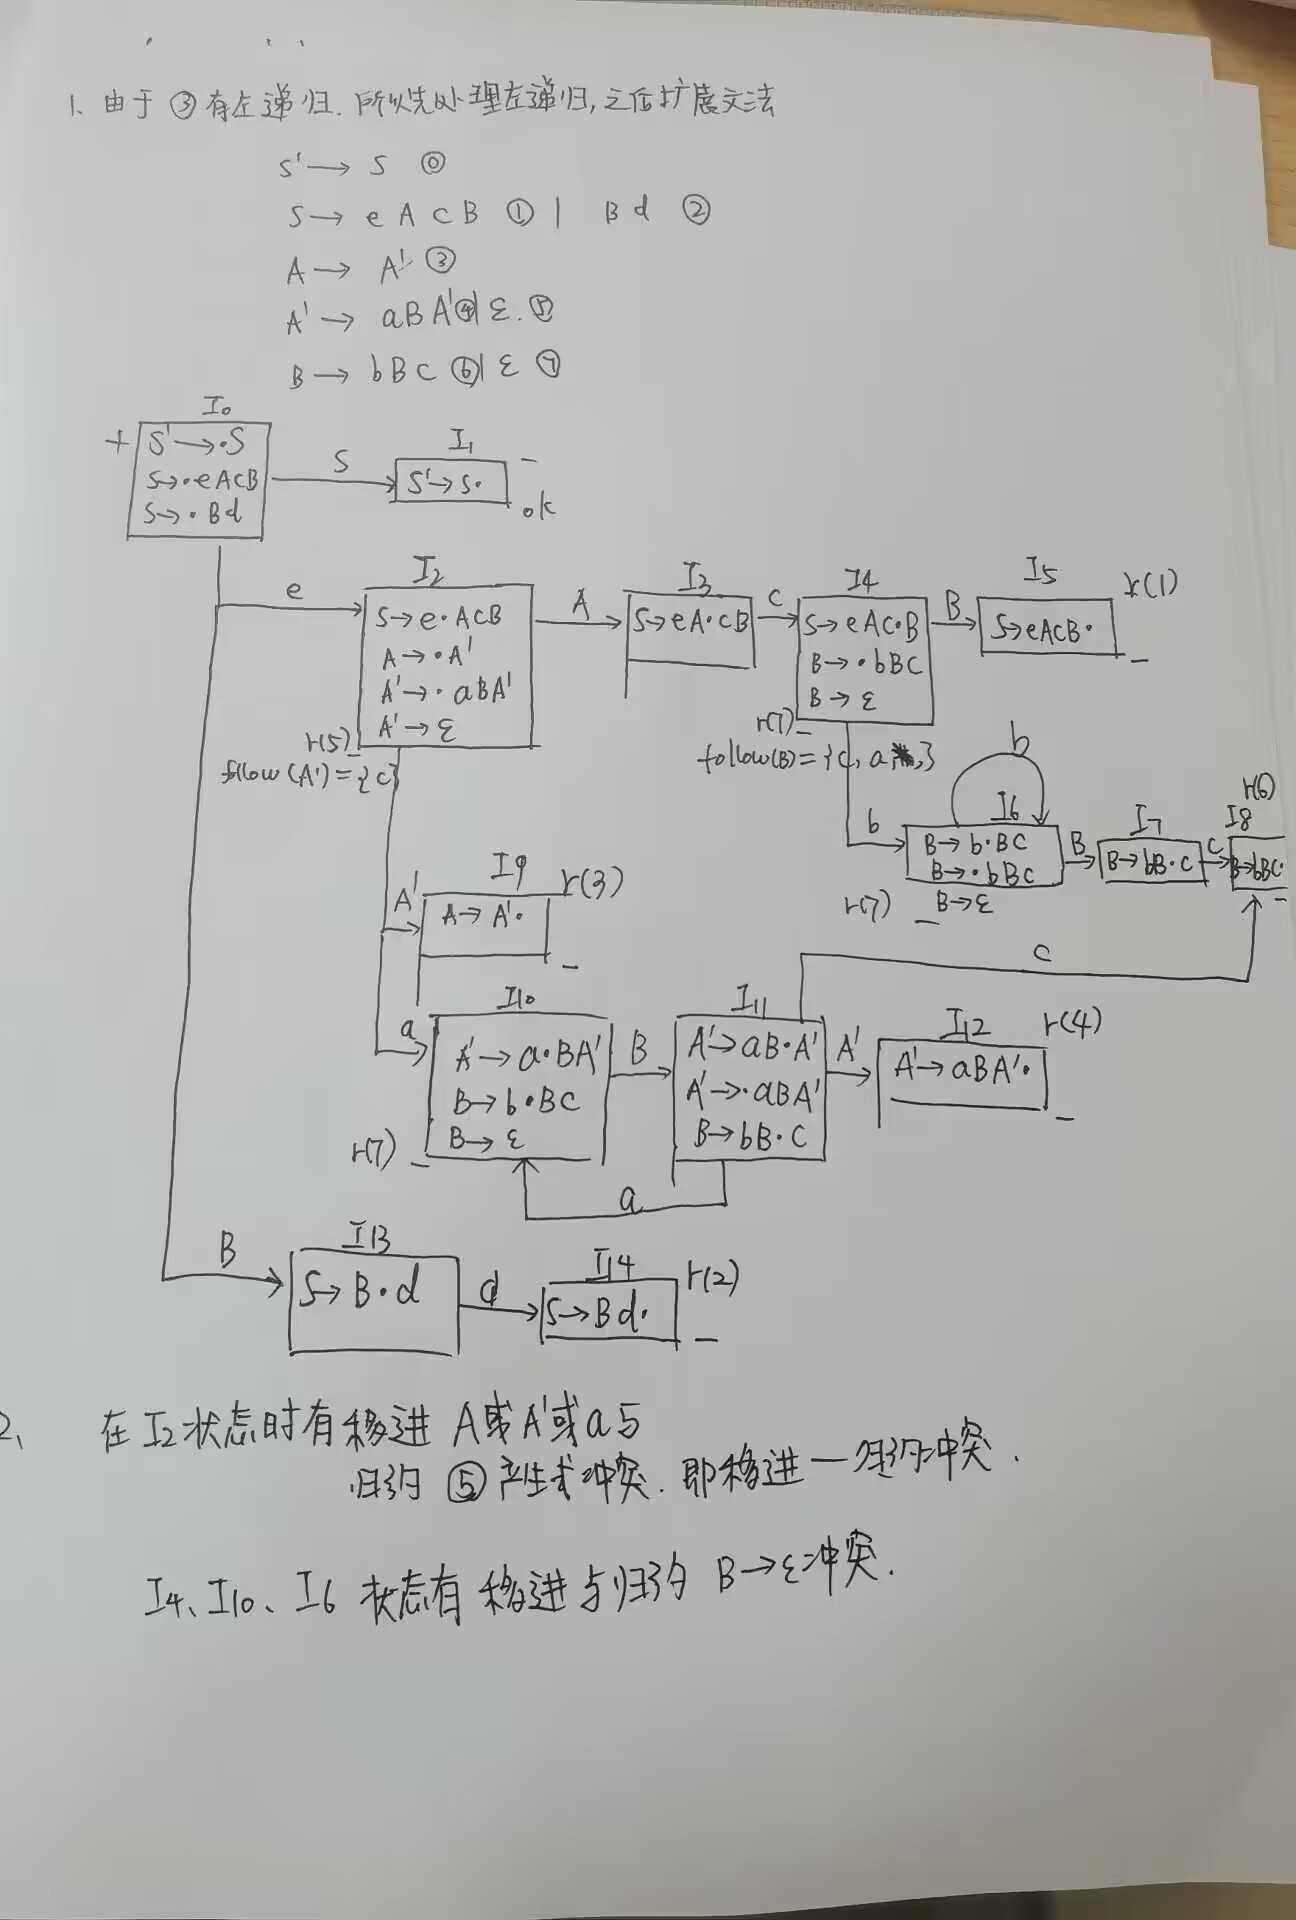 1. 由于 ③ 有左递归. 所以先处理左递归, 之后扩展文法
S' → S ⓪
S → e A c B ① | B d ②
A → A' ③
A' → aBA' ④ | ε. ⑤
B → bBc ⑥ | ε ⑦
I0
+
S' → ·S
S → ·eAcB
S → ·Bd
S
I1
S' → S·
-
ok
e
I2
S → e·AcB
A → ·A'
A' → ·aBA'
A' → ε
r(5) -
follow(A') = {c}
A
I3
S → eA·cB
c
I4
S → eAc·B
B → ·bBC
B → ε
r(7) -
follow(B) = {c, a, }
B
I5
S → eAcB·
r(1)
-
b
b
I6
B → b·BC
B → ·bBc
B → ε
r(7) -
B
I7
B → bB·c
c
I8
r(6)
B → bBC·
-
A'
I9
A → A'·
r(3)
-
a
I10
A' → a·BA'
B → b·BC
B → ε
r(7) -
B
I11
A' → aB·A'
A' → ·aBA'
B → bB·C
c
a
A'
I12
A' → aBA'·
r(4)
-
B
I13
S → B·d
d
I14
S → Bd·
r(2)
-
2、在 I2 状态时有移进 A或A'或a与
归约 ⑤ 产生式冲突. 即移进一归约冲突.
I4、I10、I6 状态有 移进与归约 B → ε冲突.